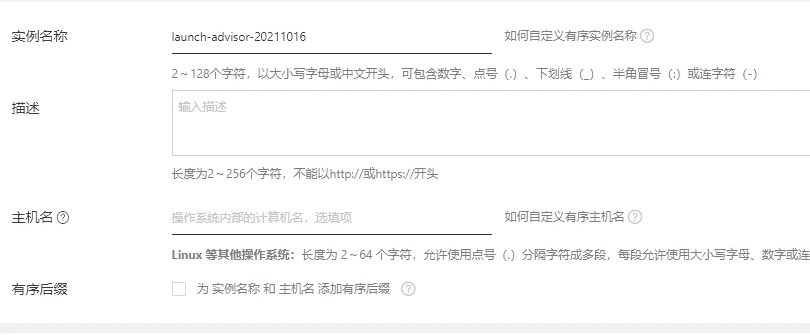 实例名称 launch-advisor-20211016 如何自定义有序实例名称 ?
2～128个字符，以大小写字母或中文开头，可包含数字、点号（.）、下划线（_）、半角冒号（:）或连字符（-）
描述 输入描述
长度为2～256个字符，不能以http://或https://开头
主机名 ? 操作系统内部的计算机名，选填项 如何自定义有序主机名 ?
Linux 等其他操作系统：长度为 2～64 个字符，允许使用点号（.）分隔字符成多段，每段允许使用大小写字母、数字或连
有序后缀 为 实例名称 和 主机名 添加有序后缀 ?